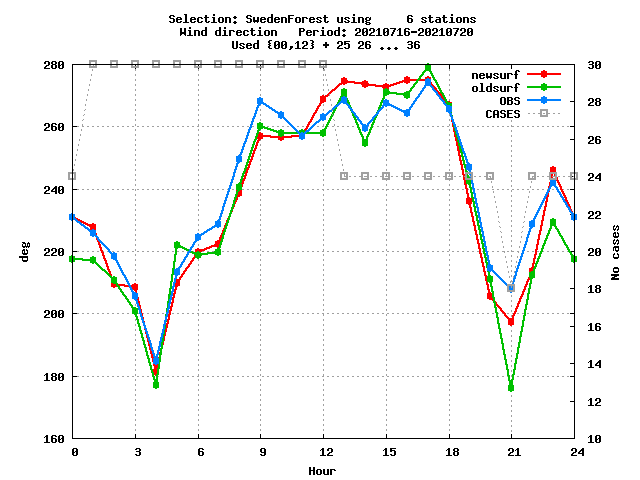 Selection: SwedenForest using     6 stations
Wind direction   Period: 20210716-20210720
Used {00,12} + 25 26 ... 36
280
260
240
220
200
180
160
deg
newsurf
oldsurf
OBS
CASES
30
28
26
24
22
20
18
16
14
12
10
No cases
0 3 6 9 12 15 18 21 24
Hour